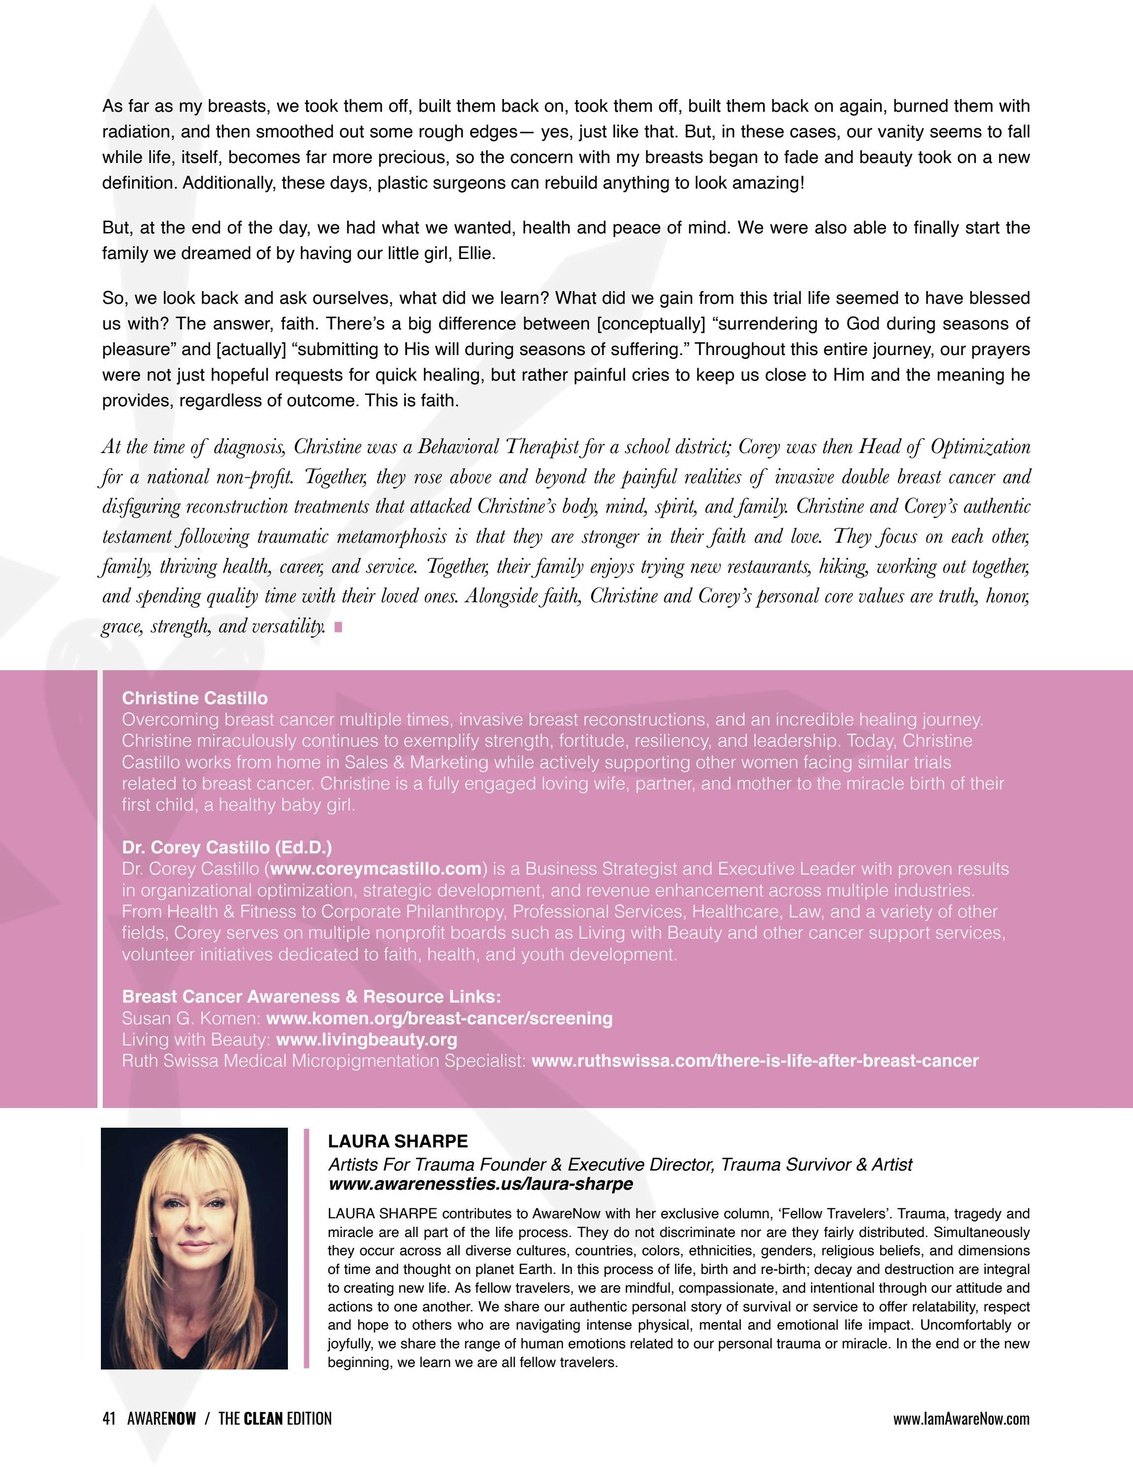 As far as my breasts, we took them off, built them back on, took them off, built them back on again, burned them with
radiation, and then smoothed out some rough edges— yes, just like that. But, in these cases, our vanity seems to fall
while life, itself, becomes far more precious, so the concern with my breasts began to fade and beauty took on a new
definition. Additionally, these days, plastic surgeons can rebuild anything to look amazing!
But, at the end of the day, we had what we wanted, health and peace of mind. We were also able to finally start the
family we dreamed of by having our little girl, Ellie.
So, we look back and ask ourselves, what did we learn? What did we gain from this trial life seemed to have blessed
us with? The answer, faith. There’s a big difference between [conceptually] “surrendering to God during seasons of
pleasure” and [actually] “submitting to His will during seasons of suffering.” Throughout this entire journey, our prayers
were not just hopeful requests for quick healing, but rather painful cries to keep us close to Him and the meaning he
provides, regardless of outcome. This is faith.
At the time of diagnosis, Christine was a Behavioral Therapist for a school district; Corey was then Head of Optimization
for a national non-profit. Together, they rose above and beyond the painful realities of invasive double breast cancer and
disfiguring reconstruction treatments that attacked Christine’s body, mind, spirit, and family. Christine and Corey’s authentic
testament following traumatic metamorphosis is that they are stronger in their faith and love. They focus on each other,
family, thriving health, career, and service. Together, their family enjoys trying new restaurants, hiking, working out together,
and spending quality time with their loved ones. Alongside faith, Christine and Corey’s personal core values are truth, honor,
grace, strength, and versatility.
Christine Castillo
Overcoming breast cancer multiple times, invasive breast reconstructions, and an incredible healing journey.
Christine miraculously continues to exemplify strength, fortitude, resiliency, and leadership. Today, Christine
Castillo works from home in Sales & Marketing while actively supporting other women facing similar trials
related to breast cancer. Christine is a fully engaged loving wife, partner, and mother to the miracle birth of their
first child, a healthy baby girl.
Dr. Corey Castillo (Ed.D.)
Dr. Corey Castillo (www.coreymcastillo.com) is a Business Strategist and Executive Leader with proven results
in organizational optimization, strategic development, and revenue enhancement across multiple industries.
From Health & Fitness to Corporate Philanthropy, Professional Services, Healthcare, Law, and a variety of other
fields, Corey serves on multiple nonprofit boards such as Living with Beauty and other cancer support services,
volunteer initiatives dedicated to faith, health, and youth development.
Breast Cancer Awareness & Resource Links:
Susan G. Komen: www.komen.org/breast-cancer/screening
Living with Beauty: www.livingbeauty.org
Ruth Swissa Medical Micropigmentation Specialist: www.ruthswissa.com/there-is-life-after-breast-cancer
LAURA SHARPE
Artists For Trauma Founder & Executive Director, Trauma Survivor & Artist
www.awarenessties.us/laura-sharpe
LAURA SHARPE contributes to AwareNow with her exclusive column, ‘Fellow Travelers’. Trauma, tragedy and
miracle are all part of the life process. They do not discriminate nor are they fairly distributed. Simultaneously
they occur across all diverse cultures, countries, colors, ethnicities, genders, religious beliefs, and dimensions
of time and thought on planet Earth. In this process of life, birth and re-birth; decay and destruction are integral
to creating new life. As fellow travelers, we are mindful, compassionate, and intentional through our attitude and
actions to one another. We share our authentic personal story of survival or service to offer relatability, respect
and hope to others who are navigating intense physical, mental and emotional life impact. Uncomfortably or
joyfully, we share the range of human emotions related to our personal trauma or miracle. In the end or the new
beginning, we learn we are all fellow travelers.
41 AWARENOW / THE CLEAN EDITION
www.IamAwareNow.com